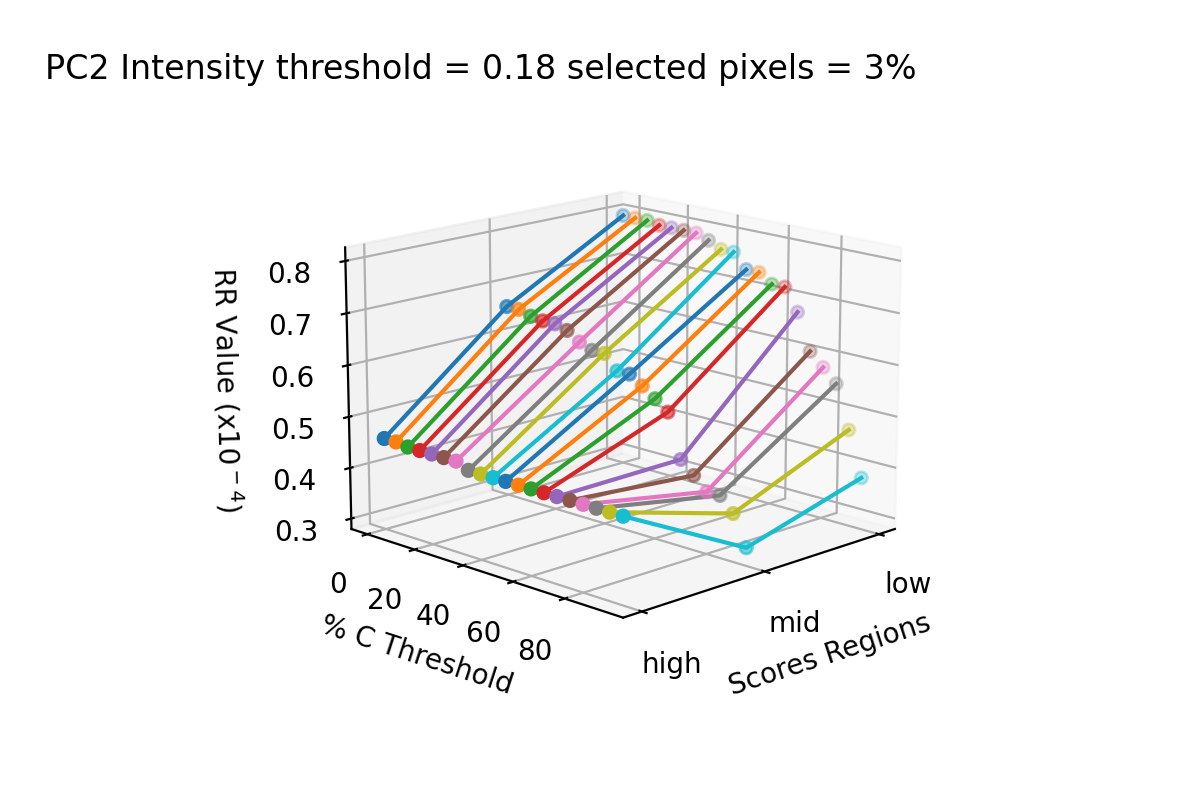 PC2 Intensity threshold = 0.18 selected pixels = 3%
RR Value (x10⁻⁴)
0.8
0.7
0.6
0.5
0.4
0.3
0
20
40
60
80
% C Threshold
high
mid
low
Scores Regions